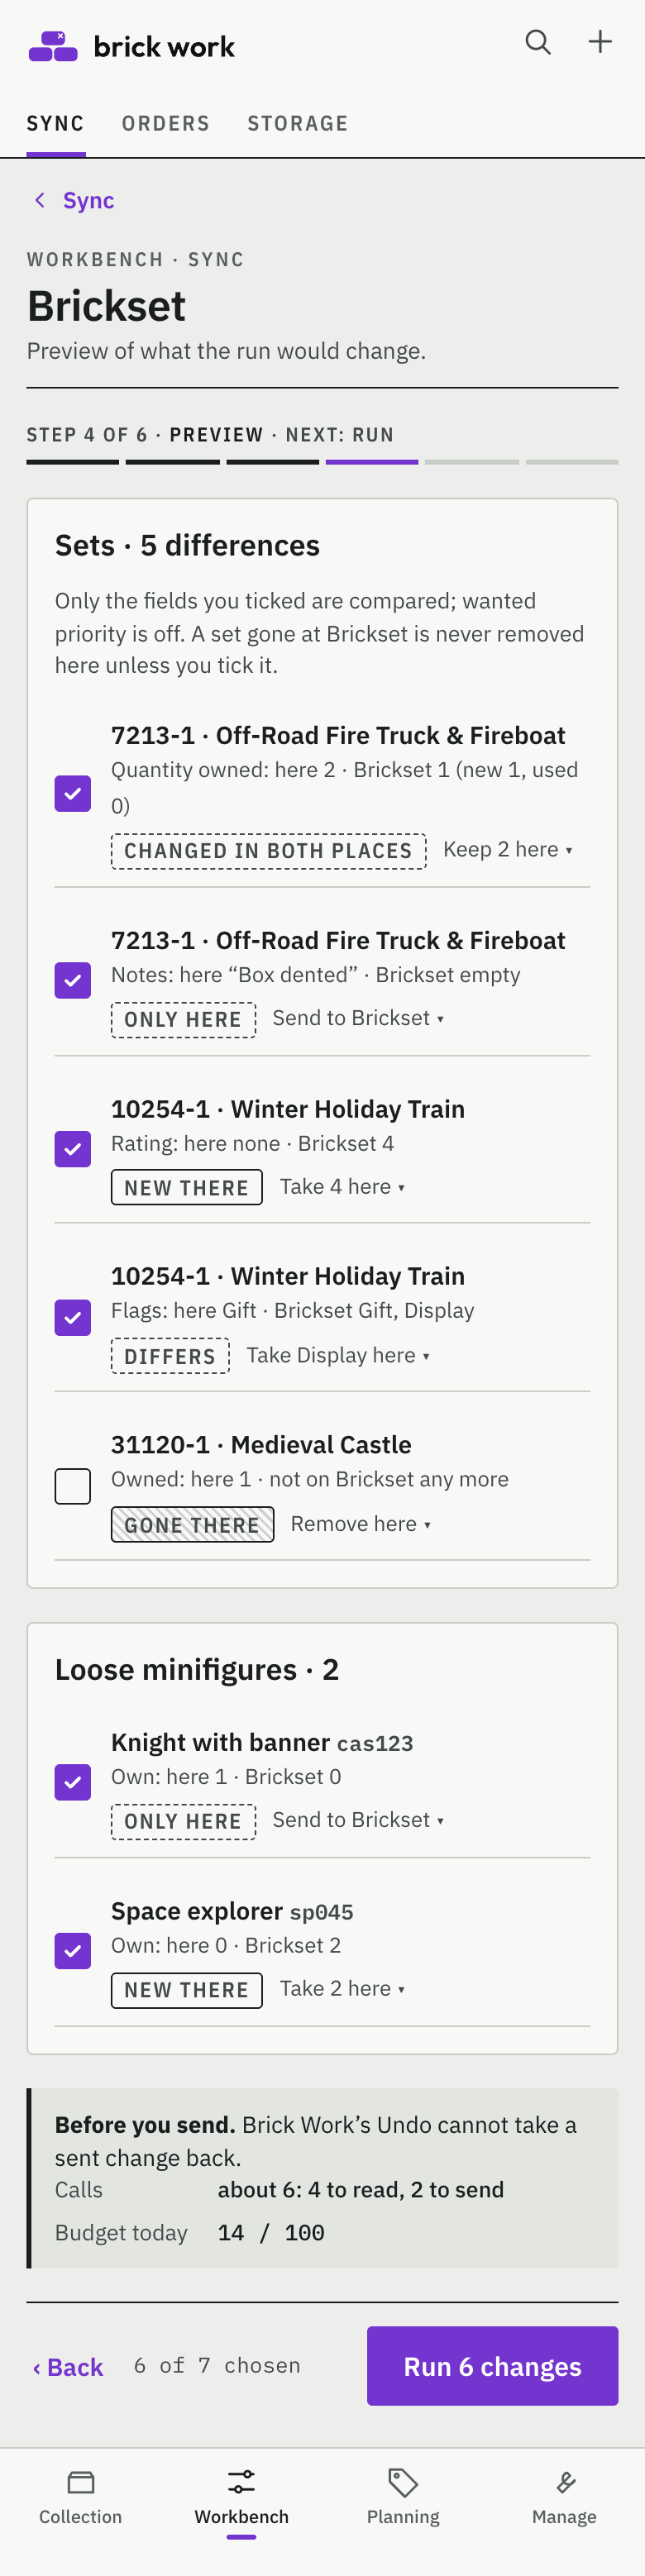 brick work
SYNC ORDERS STORAGE
Sync
WORKBENCH · SYNC
Brickset
Preview of what the run would change.
STEP 4 OF 6 · PREVIEW · NEXT: RUN
Sets · 5 differences
Only the fields you ticked are compared; wanted
priority is off. A set gone at Brickset is never removed
here unless you tick it.
7213-1 · Off-Road Fire Truck & Fireboat
Quantity owned: here 2 · Brickset 1 (new 1, used
0)
CHANGED IN BOTH PLACES Keep 2 here ▾
7213-1 · Off-Road Fire Truck & Fireboat
Notes: here “Box dented” · Brickset empty
ONLY HERE Send to Brickset ▾
10254-1 · Winter Holiday Train
Rating: here none · Brickset 4
NEW THERE Take 4 here ▾
10254-1 · Winter Holiday Train
Flags: here Gift · Brickset Gift, Display
DIFFERS Take Display here ▾
31120-1 · Medieval Castle
Owned: here 1 · not on Brickset any more
GONE THERE Remove here ▾
Loose minifigures · 2
Knight with banner cas123
Own: here 1 · Brickset 0
ONLY HERE Send to Brickset ▾
Space explorer sp045
Own: here 0 · Brickset 2
NEW THERE Take 2 here ▾
Before you send. Brick Work’s Undo cannot take a
sent change back.
Calls about 6: 4 to read, 2 to send
Budget today 14 / 100
‹ Back 6 of 7 chosen Run 6 changes
Collection Workbench Planning Manage